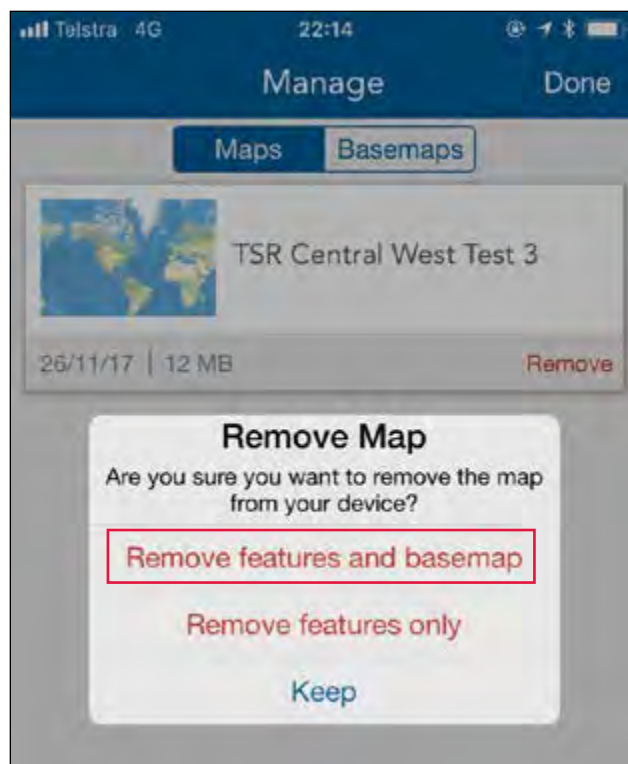 Telstra 4G 22:14
Manage Done
Maps Basemaps
TSR Central West Test 3
26/11/17 | 12 MB Remove
Remove Map
Are you sure you want to remove the map
from your device?
Remove features and basemap
Remove features only
Keep